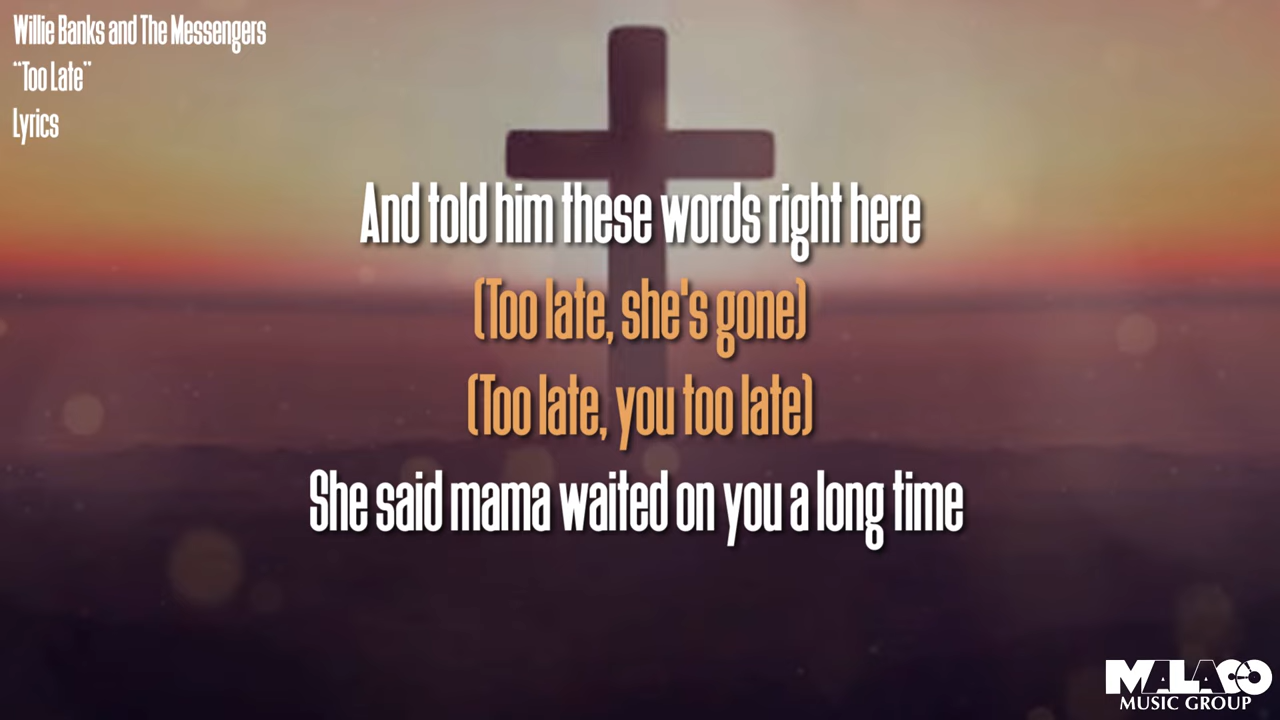 Willie Banks and The Messengers
"Too Late"
Lyrics
And told him these words right here
(Too late, she's gone)
(Too late, you too late)
She said mama waited on you a long time
MALACO
MUSIC GROUP